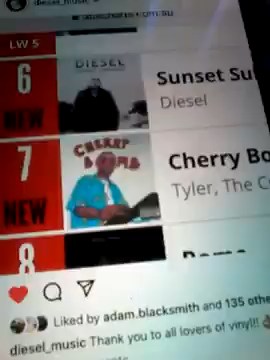 diesel_music
LW 5
6
DIESEL
Sunset Su
Diesel
NEW
7
CHERRY
BOMB
Cherry Bo
Tyler, The C
NEW
8
Liked by adam.blacksmith and 135 othe
diesel_music Thank you to all lovers of vinyl!!